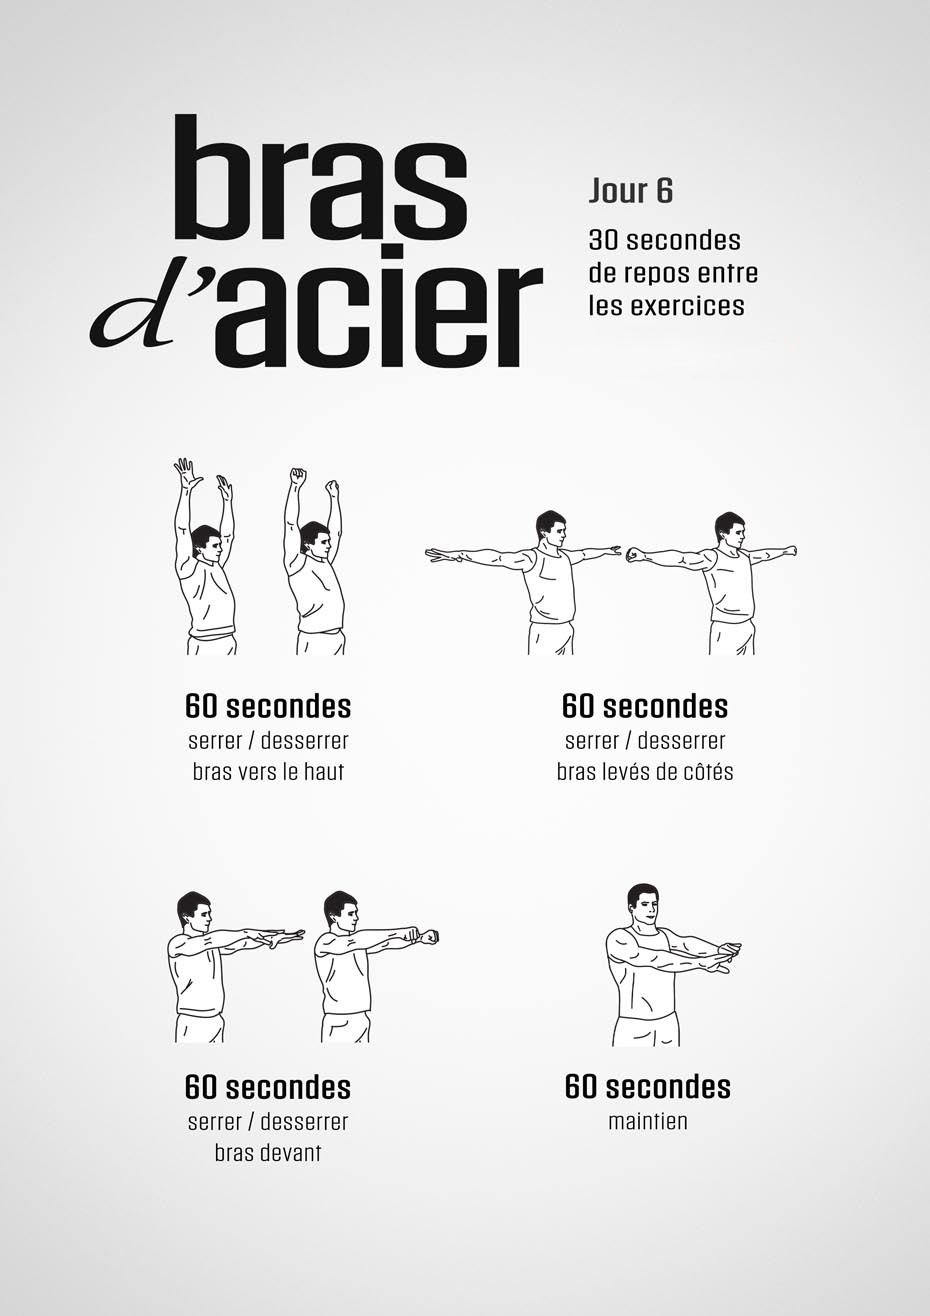 bras
d'acier
Jour 6
30 secondes
de repos entre
les exercices
60 secondes
serrer / desserrer
bras vers le haut
60 secondes
serrer / desserrer
bras levés de côtés
60 secondes
serrer / desserrer
bras devant
60 secondes
maintien